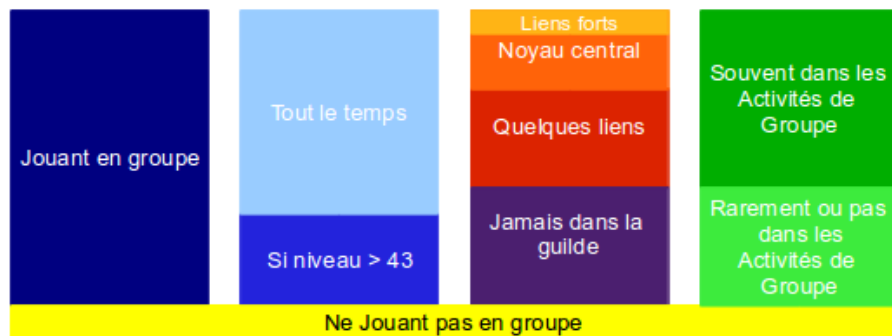 Jouant en groupe
Tout le temps
Si niveau > 43
Liens forts
Noyau central
Quelques liens
Jamais dans la
guilde
Souvent dans les
Activités de
Groupe
Rarement ou pas
dans les
Activités de
Groupe
Ne Jouant pas en groupe